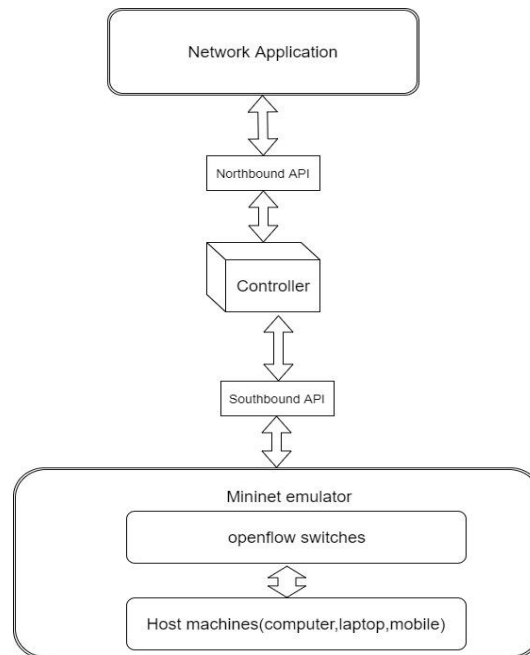 Network Application
Northbound API
Controller
Southbound API
Mininet emulator
openflow switches
Host machines(computer,laptop,mobile)